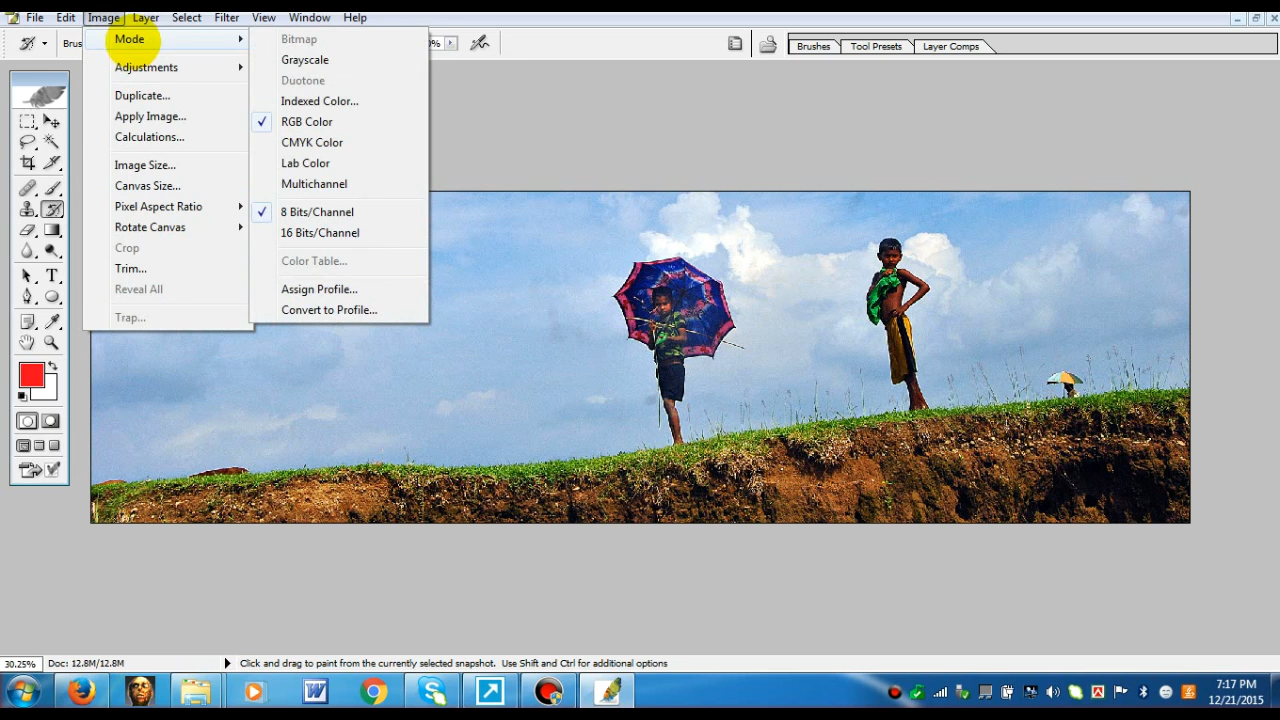 File Edit Image Layer Select Filter View Window Help
Brus
%
Brushes Tool Presets Layer Comps
Mode
Adjustments
Duplicate...
Apply Image...
Calculations...
Image Size...
Canvas Size...
Pixel Aspect Ratio
Rotate Canvas
Crop
Trim...
Reveal All
Trap...
Bitmap
Grayscale
Duotone
Indexed Color...
RGB Color
CMYK Color
Lab Color
Multichannel
8 Bits/Channel
16 Bits/Channel
Color Table...
Assign Profile...
Convert to Profile...
T
30.25% Doc: 12.8M/12.8M Click and drag to paint from the currently selected snapshot. Use Shift and Ctrl for additional options
W
S
7:17 PM
12/21/2015